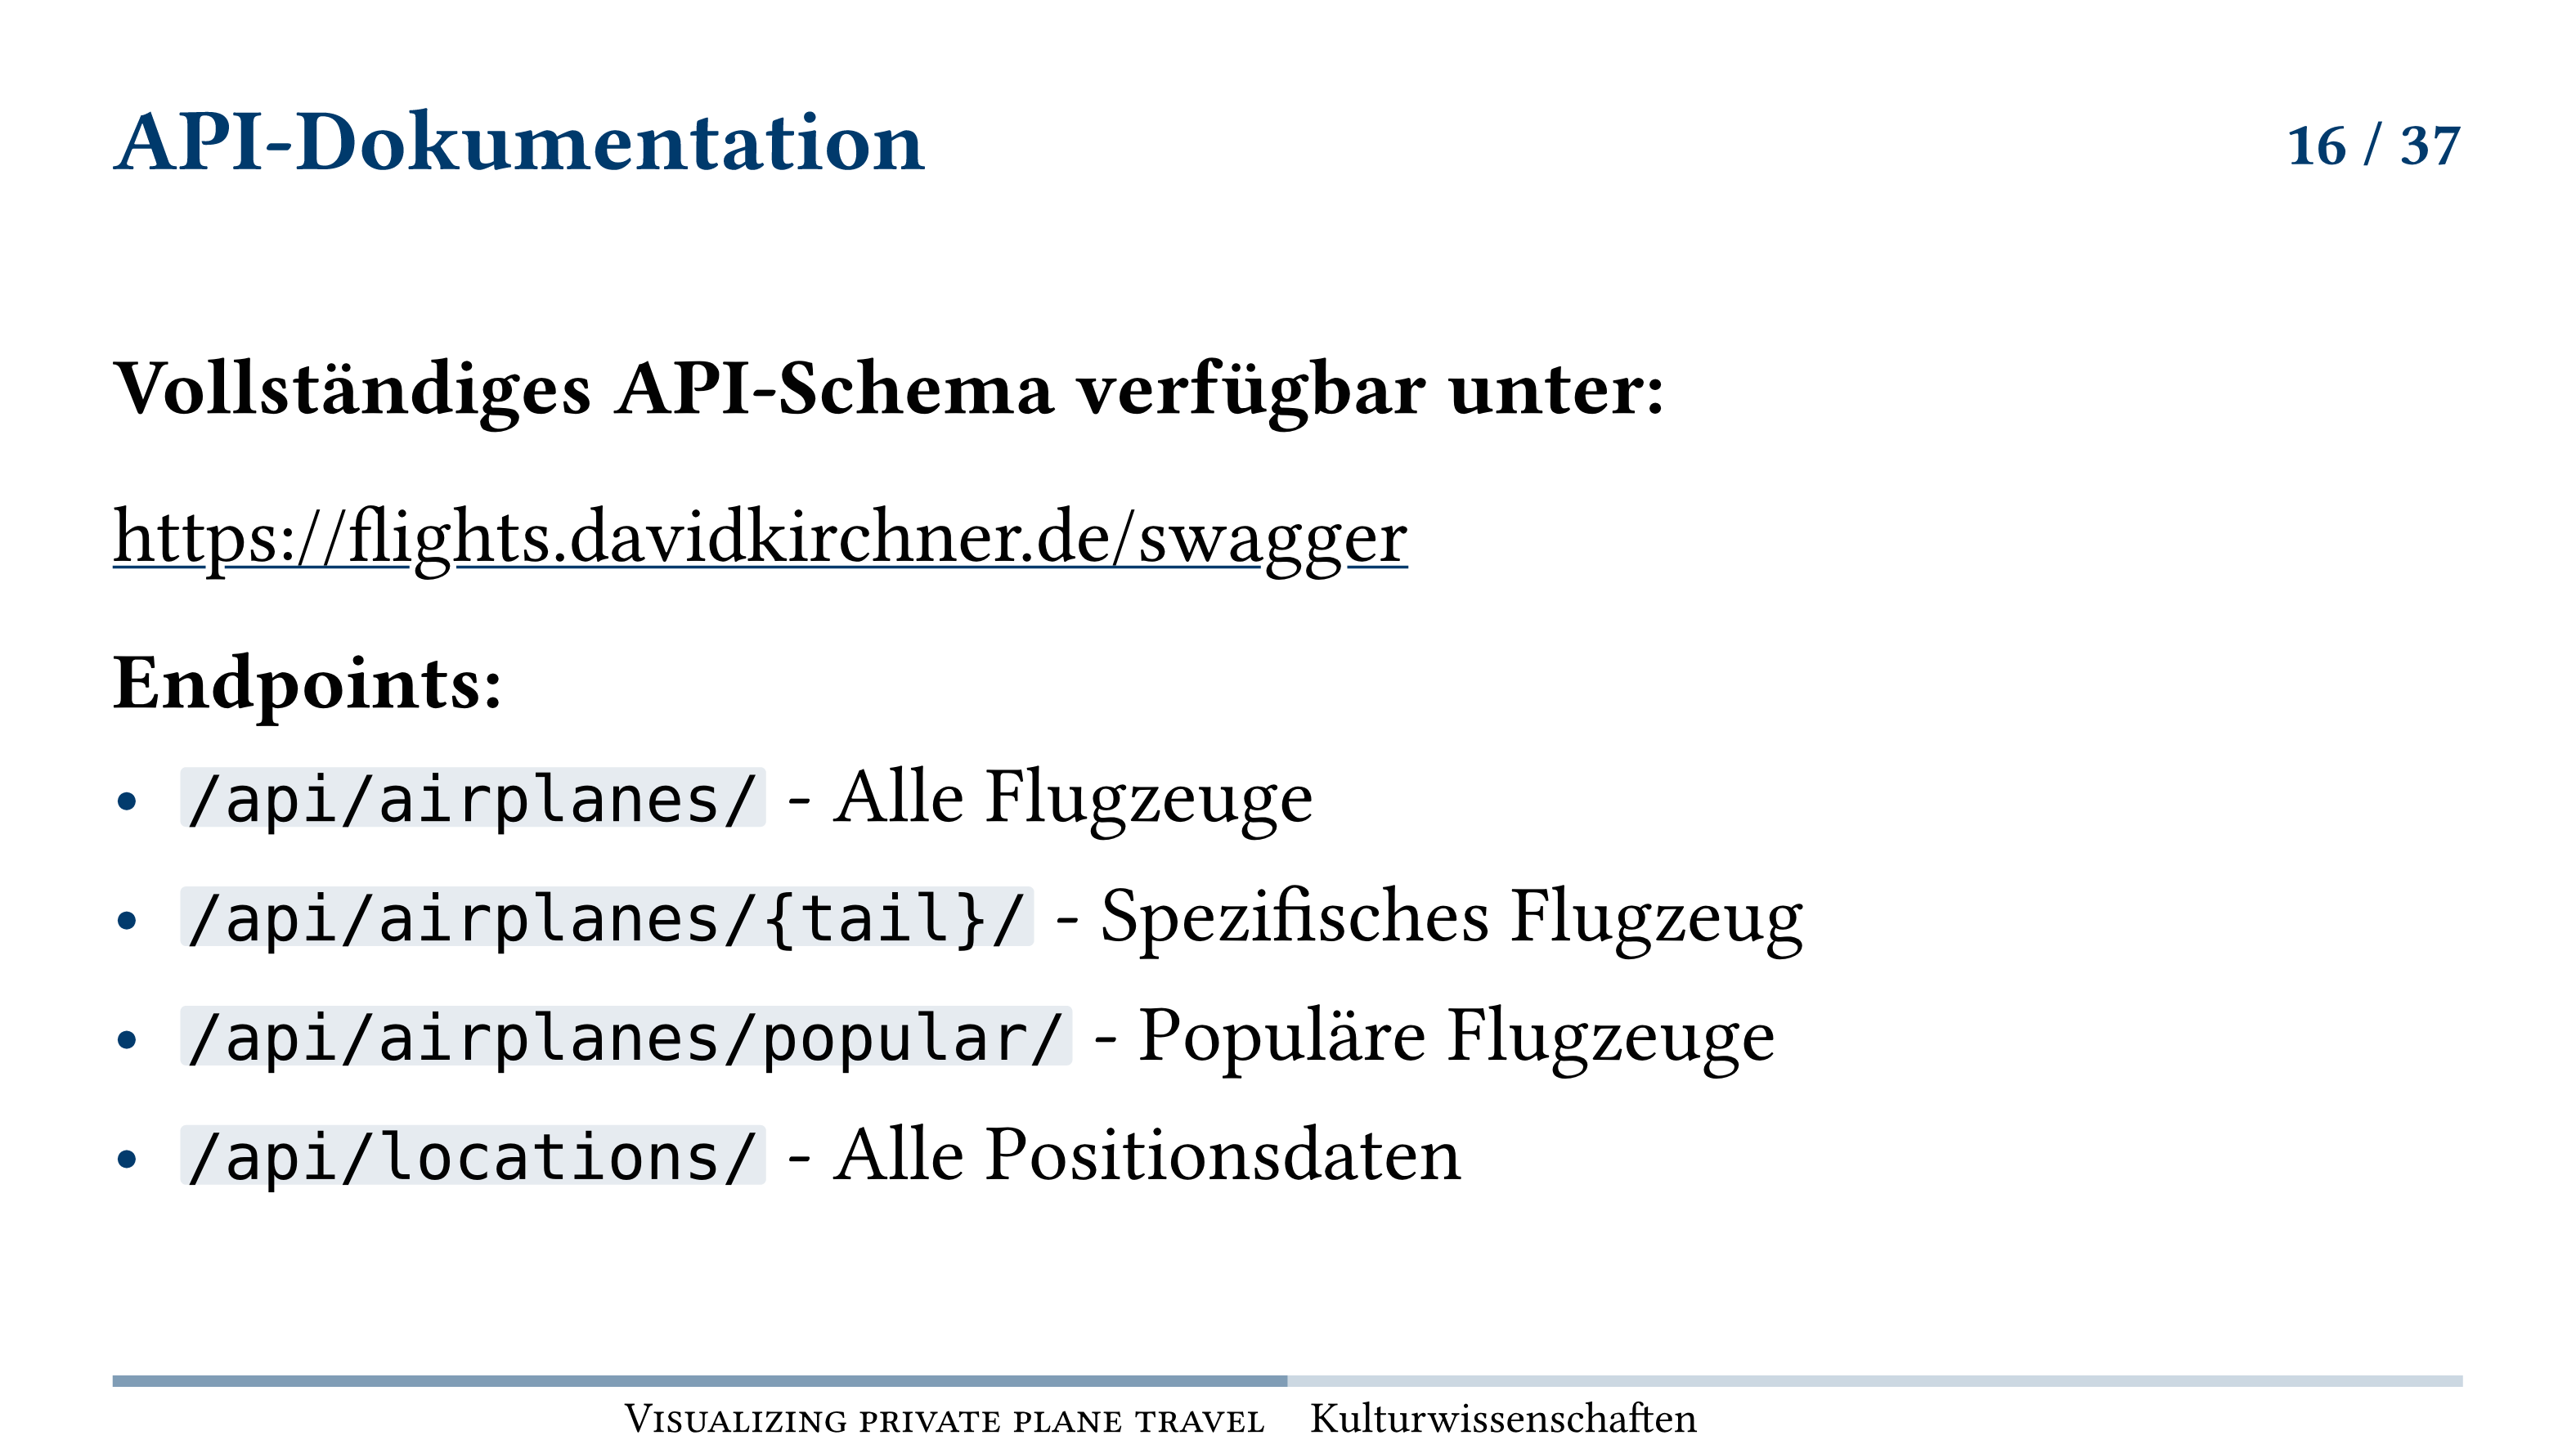 API-Dokumentation
16 / 37
Vollständiges API-Schema verfügbar unter:
https://flights.davidkirchner.de/swagger
Endpoints:
• /api/airplanes/ - Alle Flugzeuge
• /api/airplanes/{tail}/ - Spezifisches Flugzeug
• /api/airplanes/popular/ - Populäre Flugzeuge
• /api/locations/ - Alle Positionsdaten
Visualizing private plane travel Kulturwissenschaften